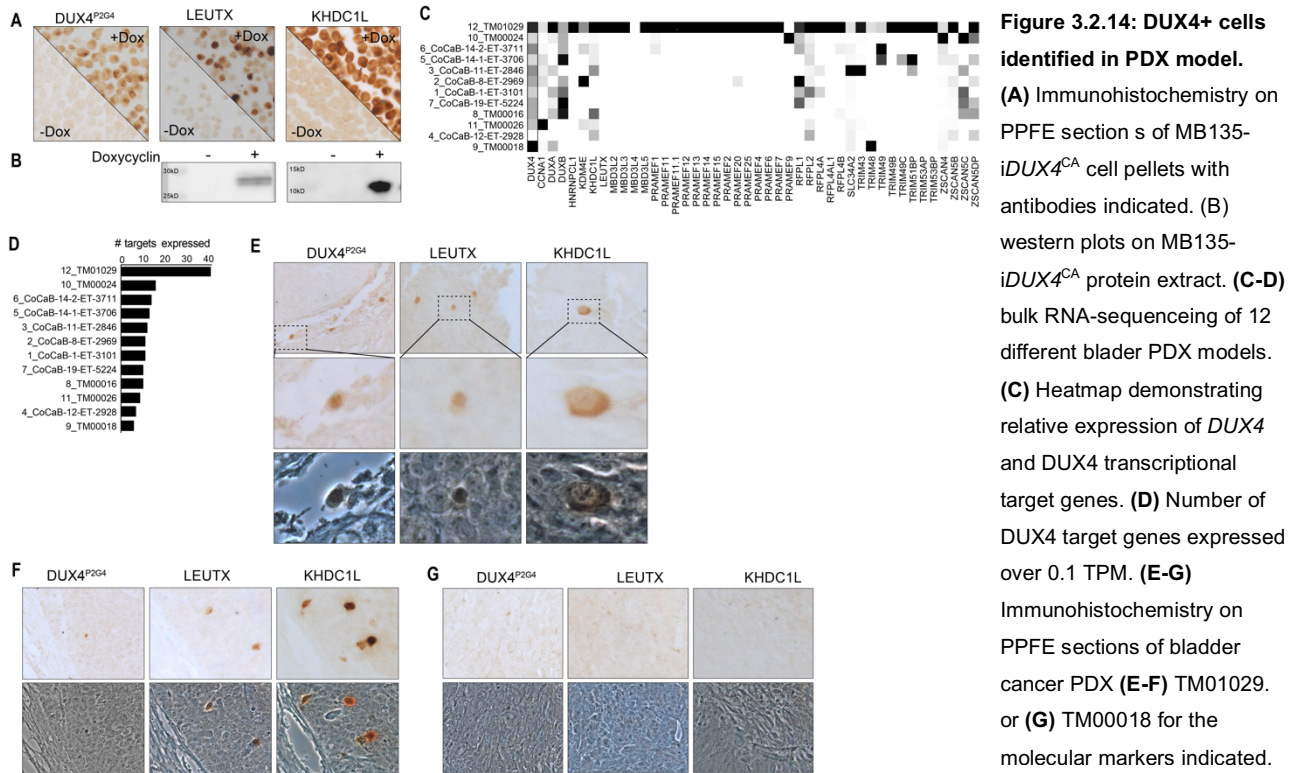 A
DUX4P2G4
LEUTX
KHDC1L
+Dox
+Dox
+Dox
-Dox
-Dox
-Dox
B
Doxycyclin - + - +
30kD
25kD
15kD
10kD
C
12_TM01029
10_TM00024
6_CoCaB-14-2-ET-3711
5_CoCaB-14-1-ET-3706
3_CoCaB-11-ET-2846
2_CoCaB-8-ET-2969
1_CoCaB-1-ET-3101
7_CoCaB-19-ET-5224
8_TM00016
11_TM00026
4_CoCaB-12-ET-2928
9_TM00018
DUX4
CCNA1
DUXA
DUXB
HNRNPCL1
KDM4E
KHDC1L
LEUTX
MBD3L2
MBD3L3
MBD3L4
MBD3L5
PRAMEF1
PRAMEF11
PRAMEF11.1
PRAMEF12
PRAMEF13
PRAMEF14
PRAMEF15
PRAMEF2
PRAMEF20
PRAMEF25
PRAMEF4
PRAMEF5
PRAMEF6
PRAMEF7
PRAMEF9
RFPL1
RFPL2
RFPL4A
RFPL4AL1
RFPL4B
SLC34A2
TRIM43
TRIM48
TRIM49
TRIM49B
TRIM49C
TRIM51BP
TRIM53AP
TRIM53BP
ZSCAN4
ZSCAN5B
ZSCAN5C
ZSCAN5DP
D
# targets expressed
0 10 20 30 40
12_TM01029
10_TM00024
6_CoCaB-14-2-ET-3711
5_CoCaB-14-1-ET-3706
3_CoCaB-11-ET-2846
2_CoCaB-8-ET-2969
1_CoCaB-1-ET-3101
7_CoCaB-19-ET-5224
8_TM00016
11_TM00026
4_CoCaB-12-ET-2928
9_TM00018
E
DUX4P2G4
LEUTX
KHDC1L
F
DUX4P2G4
LEUTX
KHDC1L
G
DUX4P2G4
LEUTX
KHDC1L
Figure 3.2.14: DUX4+ cells
identified in PDX model.
(A) Immunohistochemistry on
PPFE section s of MB135-
iDUX4CA cell pellets with
antibodies indicated. (B)
western plots on MB135-
iDUX4CA protein extract. (C-D)
bulk RNA-sequenceing of 12
different blader PDX models.
(C) Heatmap demonstrating
relative expression of DUX4
and DUX4 transcriptional
target genes. (D) Number of
DUX4 target genes expressed
over 0.1 TPM. (E-G)
Immunohistochemistry on
PPFE sections of bladder
cancer PDX (E-F) TM01029.
or (G) TM00018 for the
molecular markers indicated.